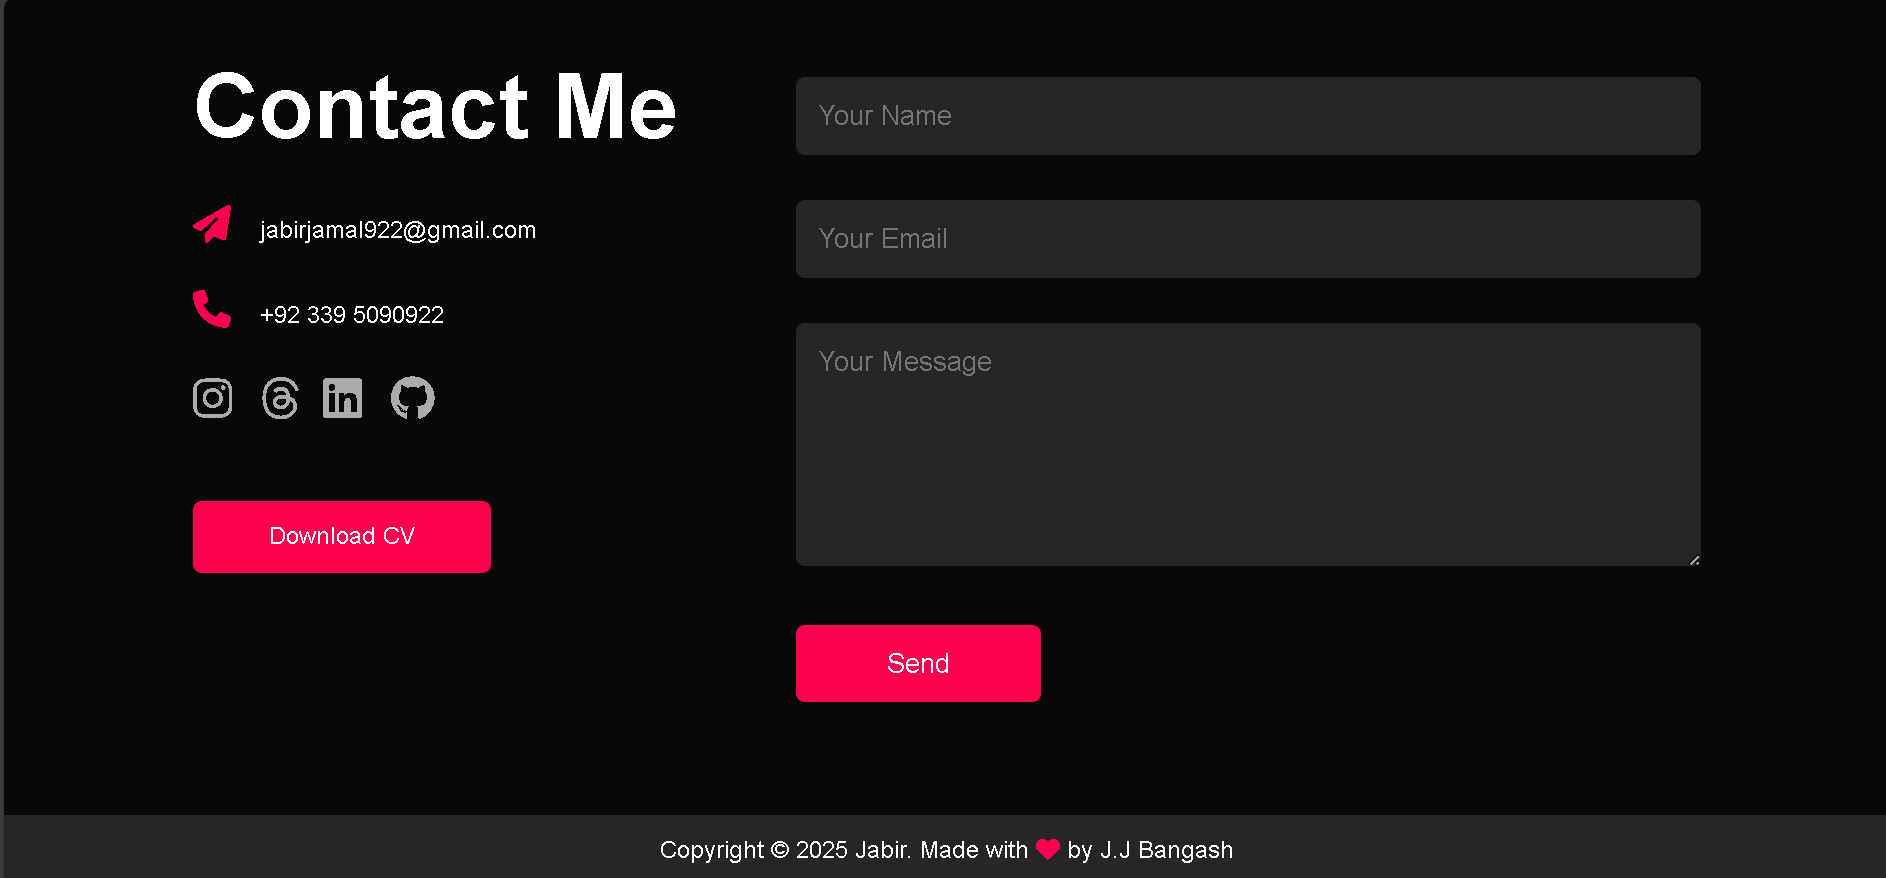 Contact Me
jabirjamal922@gmail.com
+92 339 5090922
Download CV
Your Name
Your Email
Your Message
Send
Copyright © 2025 Jabir. Made with ❤ by J.J Bangash